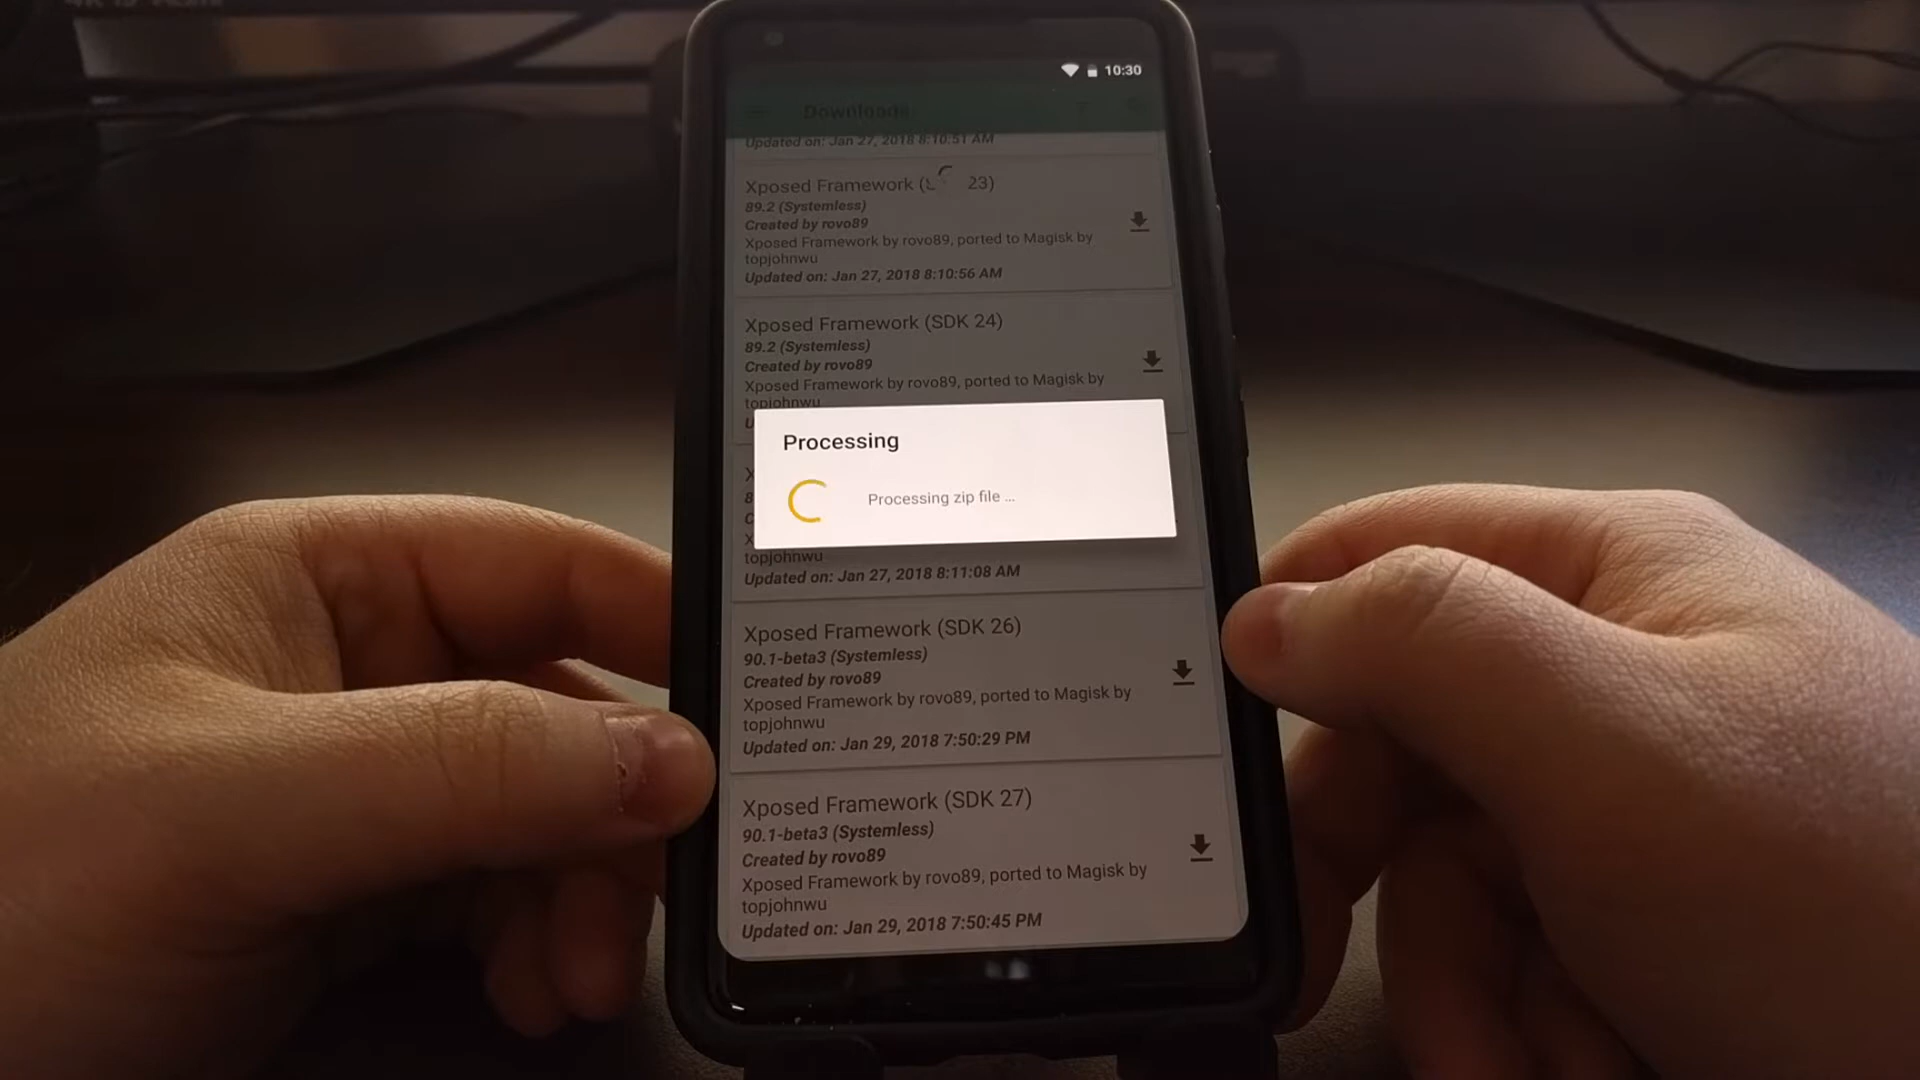 10:30
Downloads
Updated on: Jan 27, 2018 8:10:51 AM
Xposed Framework ( 23)
89.2 (Systemless)
Created by rovo89
Xposed Framework by rovo89, ported to Magisk by
topjohnwu
Updated on: Jan 27, 2018 8:10:56 AM
Xposed Framework (SDK 24)
89.2 (Systemless)
Created by rovo89
Xposed Framework by rovo89, ported to Magisk by
topjohnwu
Processing
Processing zip file ...
topjohnwu
Updated on: Jan 27, 2018 8:11:08 AM
Xposed Framework (SDK 26)
90.1-beta3 (Systemless)
Created by rovo89
Xposed Framework by rovo89, ported to Magisk by
topjohnwu
Updated on: Jan 29, 2018 7:50:29 PM
Xposed Framework (SDK 27)
90.1-beta3 (Systemless)
Created by rovo89
Xposed Framework by rovo89, ported to Magisk by
topjohnwu
Updated on: Jan 29, 2018 7:50:45 PM